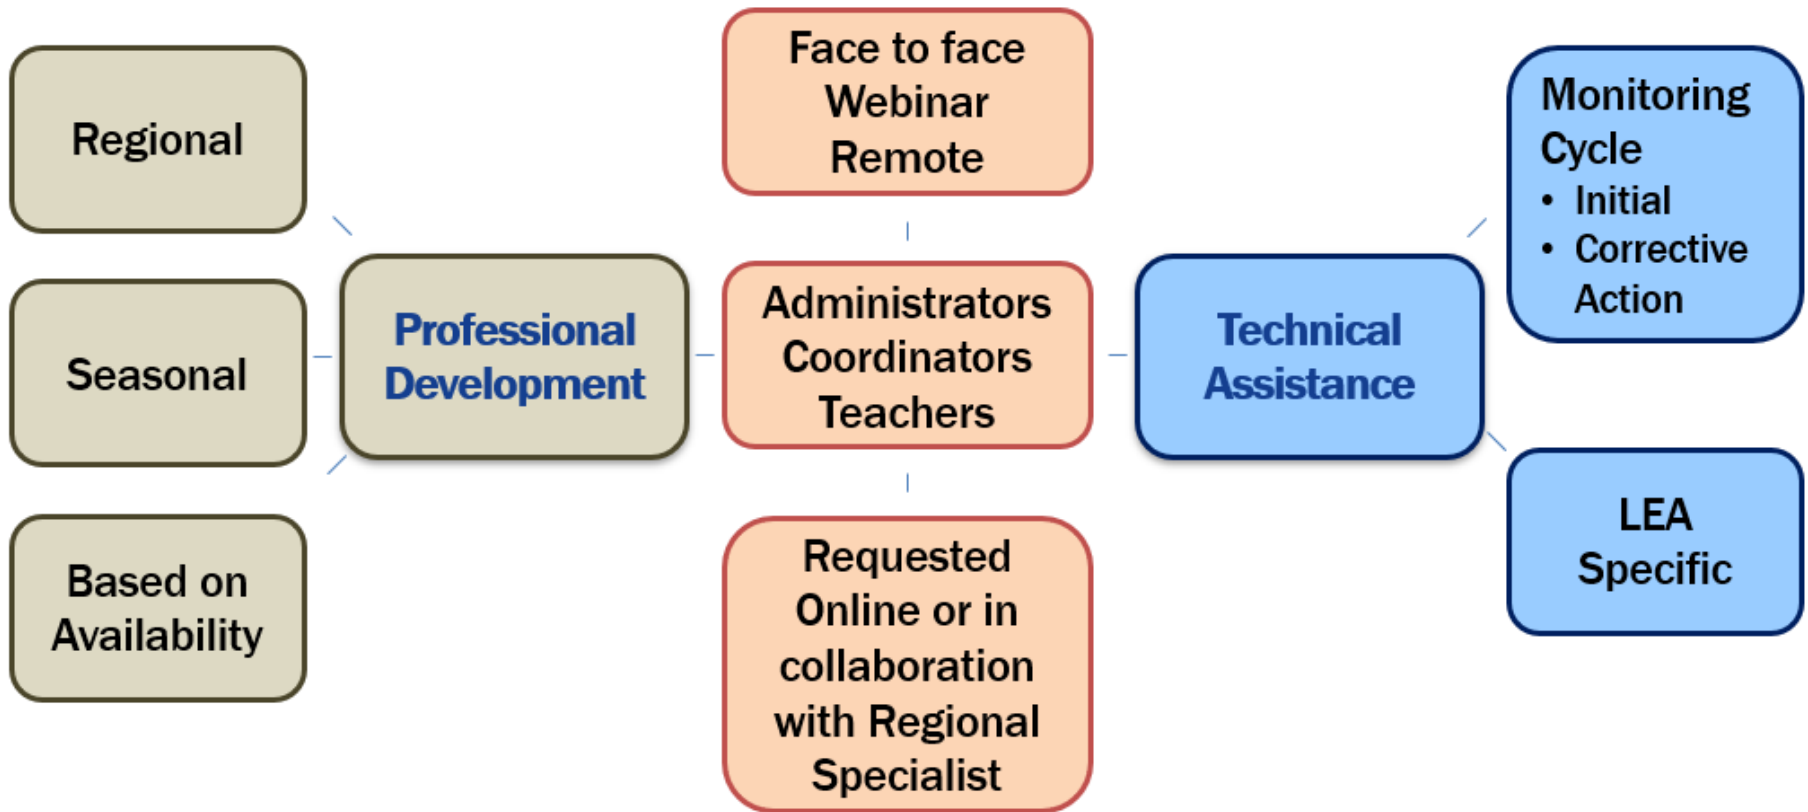 Regional
Seasonal
Based on
Availability
Professional
Development
Face to face
Webinar
Remote
Administrators
Coordinators
Teachers
Requested
Online or in
collaboration
with Regional
Specialist
Technical
Assistance
Monitoring
Cycle
• Initial
• Corrective
Action
LEA
Specific